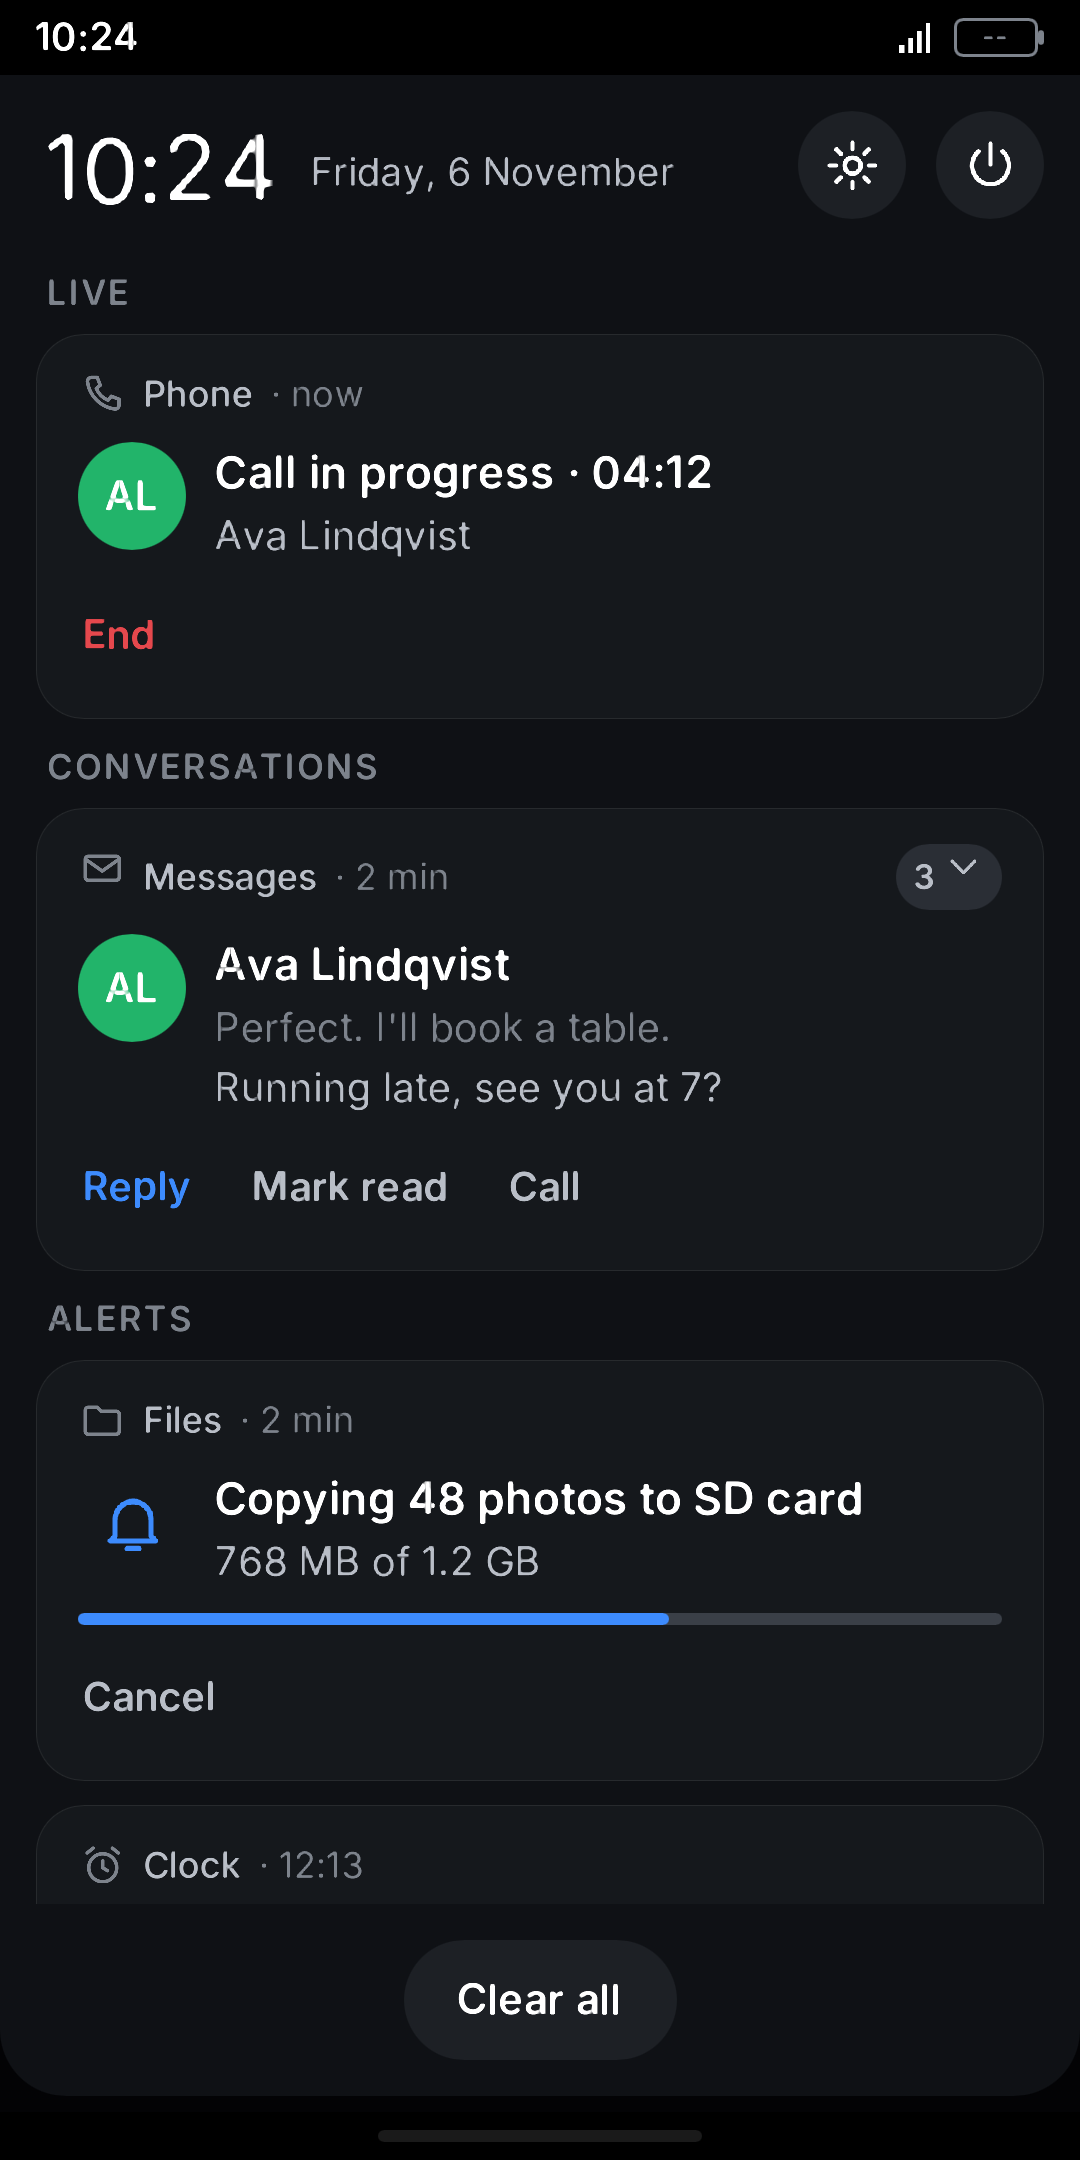 10:24
--
10:24 Friday, 6 November
LIVE
Phone · now
AL
Call in progress · 04:12
Ava Lindqvist
End
CONVERSATIONS
Messages · 2 min
3
AL
Ava Lindqvist
Perfect. I'll book a table.
Running late, see you at 7?
Reply Mark read Call
ALERTS
Files · 2 min
Copying 48 photos to SD card
768 MB of 1.2 GB
Cancel
Clock · 12:13
Clear all